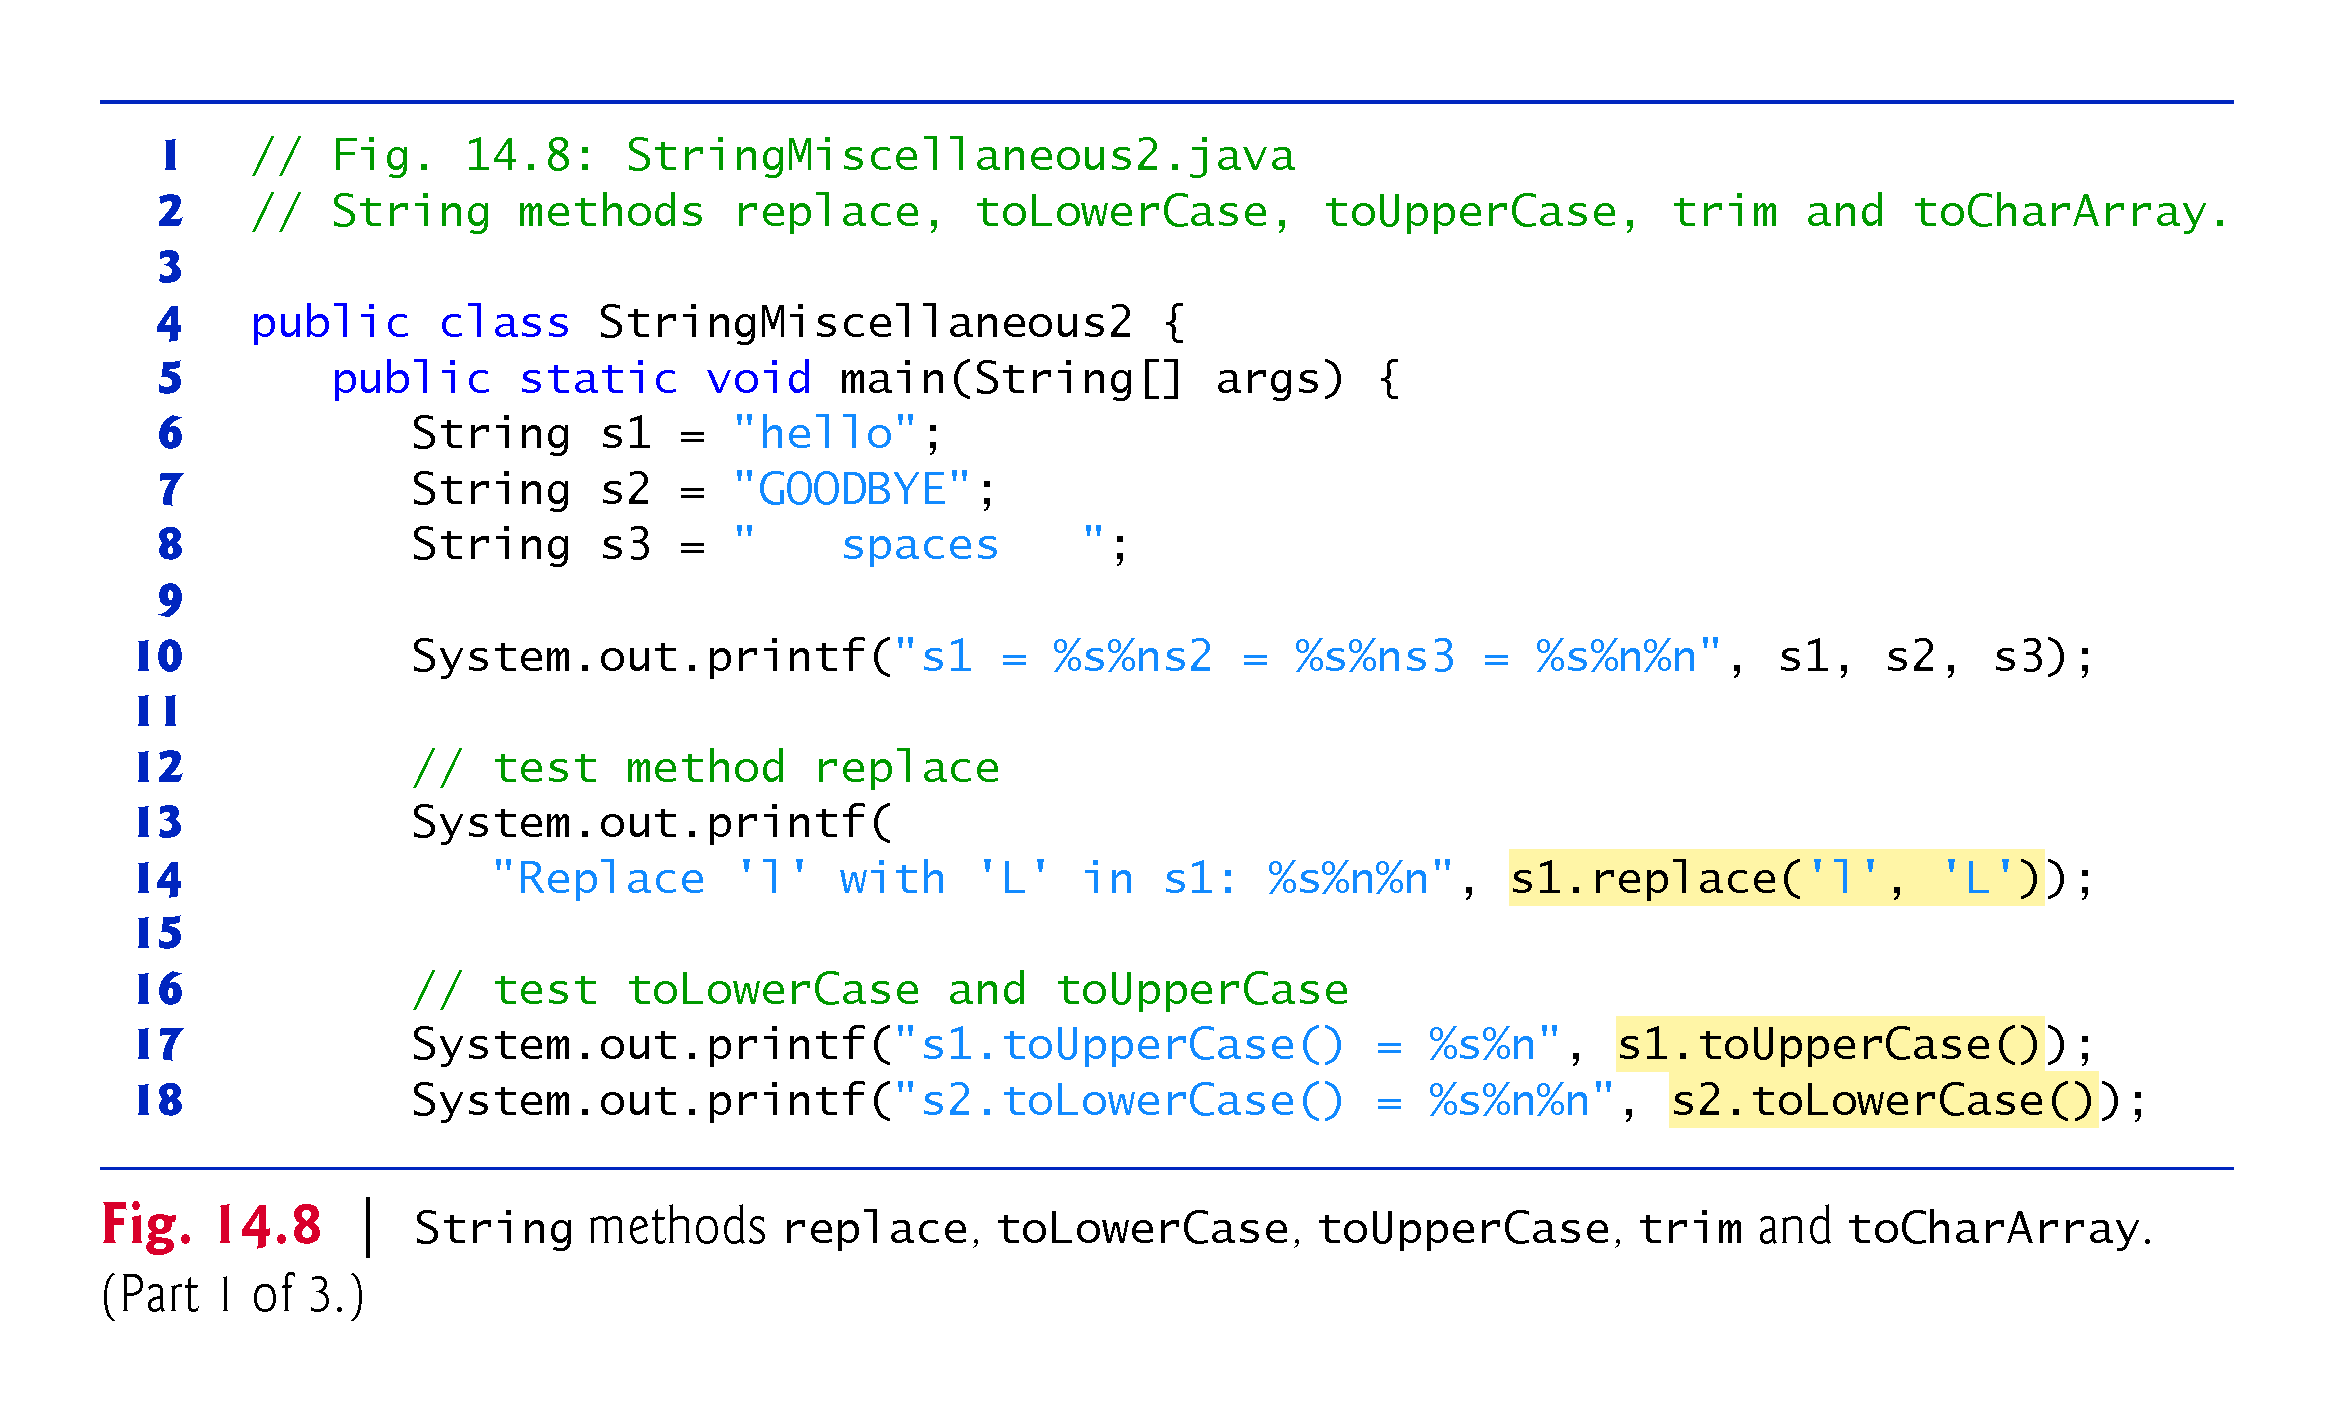 1 // Fig. 14.8: StringMiscellaneous2.java
2 // String methods replace, toLowerCase, toUpperCase, trim and toCharArray.
3
4 public class StringMiscellaneous2 {
5    public static void main(String[] args) {
6       String s1 = "hello";
7       String s2 = "GOODBYE";
8       String s3 = "   spaces   ";
9
10       System.out.printf("s1 = %s%ns2 = %s%ns3 = %s%n%n", s1, s2, s3);
11
12       // test method replace
13       System.out.printf(
14          "Replace 'l' with 'L' in s1: %s%n%n", s1.replace('l', 'L'));
15
16       // test toLowerCase and toUpperCase
17       System.out.printf("s1.toUpperCase() = %s%n", s1.toUpperCase());
18       System.out.printf("s2.toLowerCase() = %s%n%n", s2.toLowerCase());
Fig. 14.8 | String methods replace, toLowerCase, toUpperCase, trim and toCharArray.
(Part 1 of 3.)